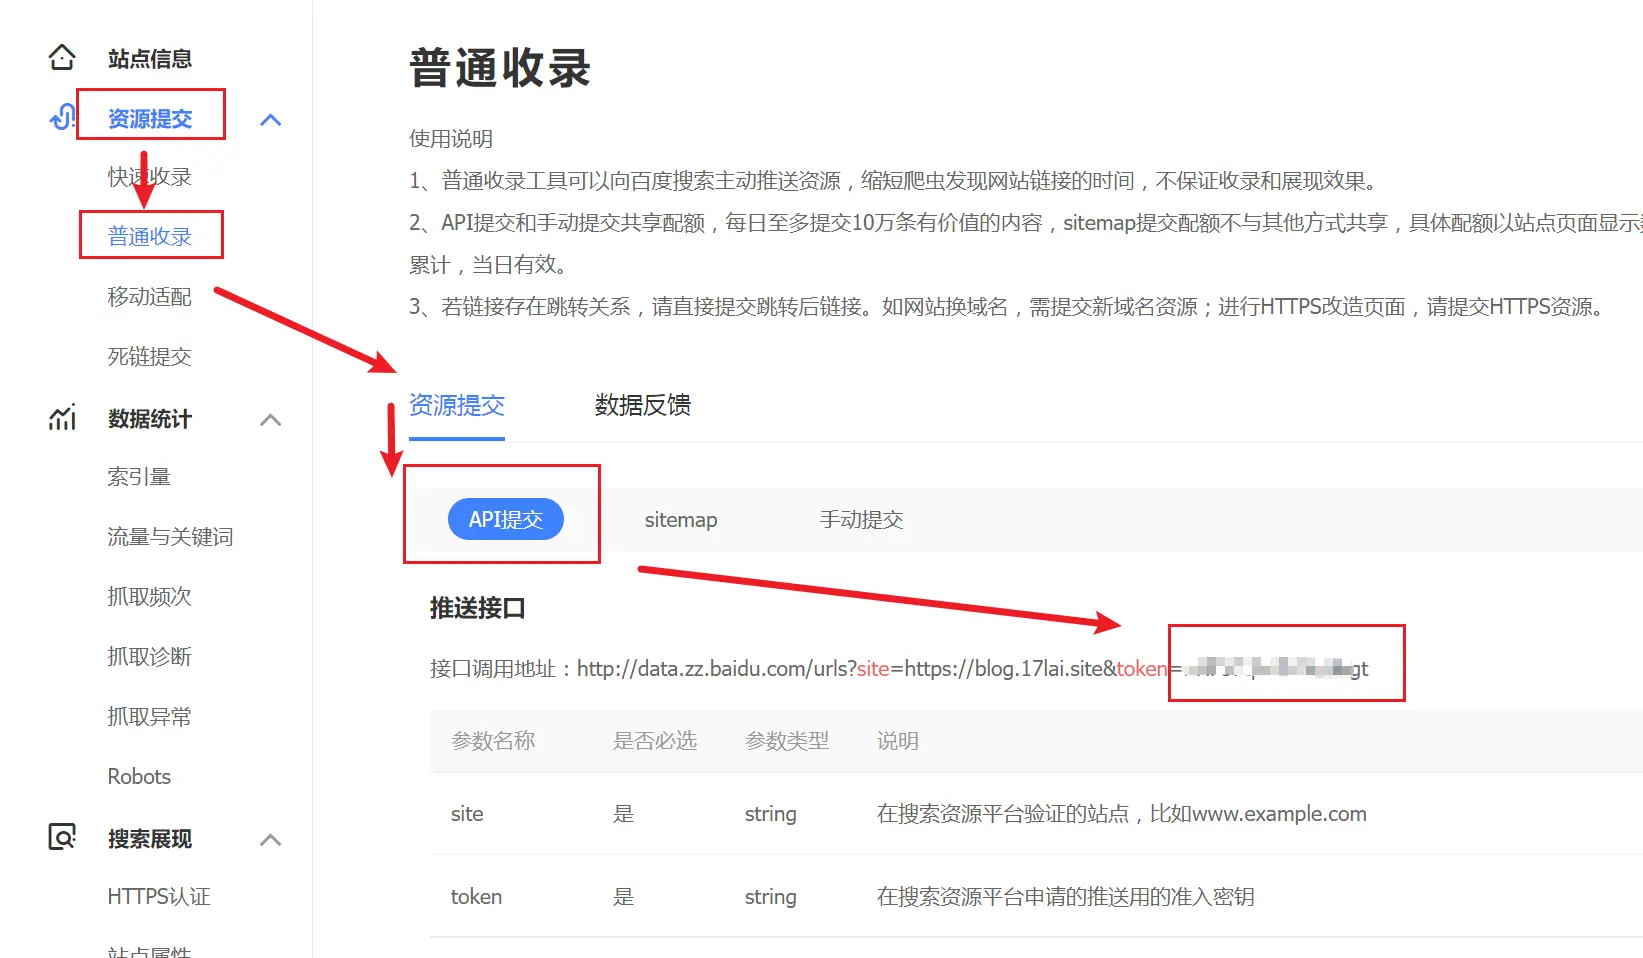 站点信息
资源提交
快速收录
普通收录
移动适配
死链提交
数据统计
索引量
流量与关键词
抓取频次
抓取诊断
抓取异常
Robots
搜索展现
HTTPS认证
站点属性
普通收录
使用说明
1、普通收录工具可以向百度搜索主动推送资源，缩短爬虫发现网站链接的时间，不保证收录和展现效果。
2、API提交和手动提交共享配额，每日至多提交10万条有价值的内容，sitemap提交配额不与其他方式共享，具体配额以站点页面显示
累计，当日有效。
3、若链接存在跳转关系，请直接提交跳转后链接。如网站换域名，需提交新域名资源；进行HTTPS改造页面，请提交HTTPS资源。
资源提交 数据反馈
API提交 sitemap 手动提交
推送接口
接口调用地址：http://data.zz.baidu.com/urls?site=https://blog.17lai.site&token=
参数名称 是否必选 参数类型 说明
site 是 string 在搜索资源平台验证的站点，比如www.example.com
token 是 string 在搜索资源平台申请的推送用的准入密钥